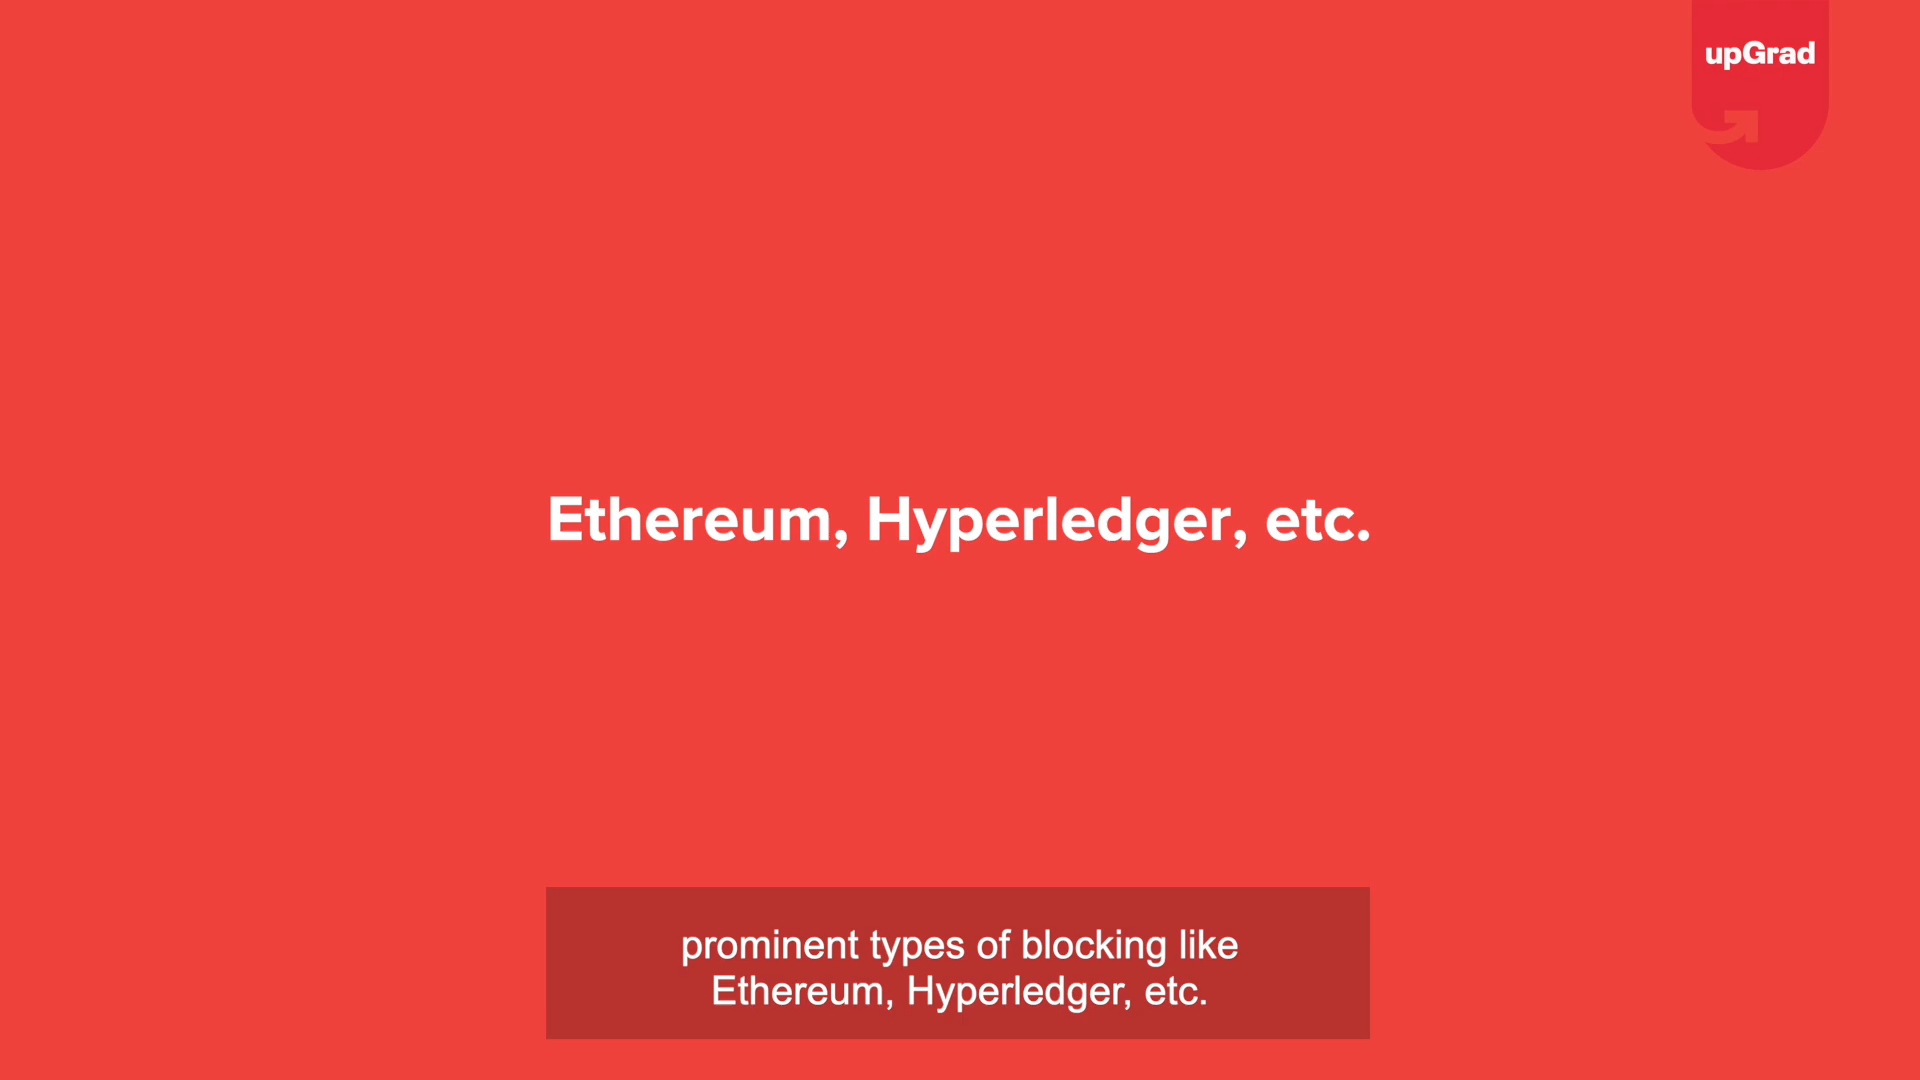 upGrad
Ethereum, Hyperledger, etc.
prominent types of blocking like
Ethereum, Hyperledger, etc.